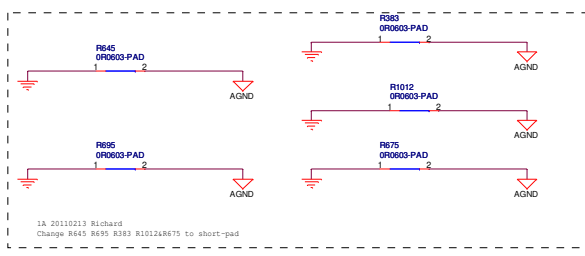 R645
0R0603-PAD
1 2
AGND
R695
0R0603-PAD
1 2
AGND
R383
0R0603-PAD
1 2
AGND
R1012
0R0603-PAD
1 2
AGND
R675
0R0603-PAD
1 2
AGND
1A 20110213 Richard
Change R645 R695 R383 R1012&R675 to short-pad